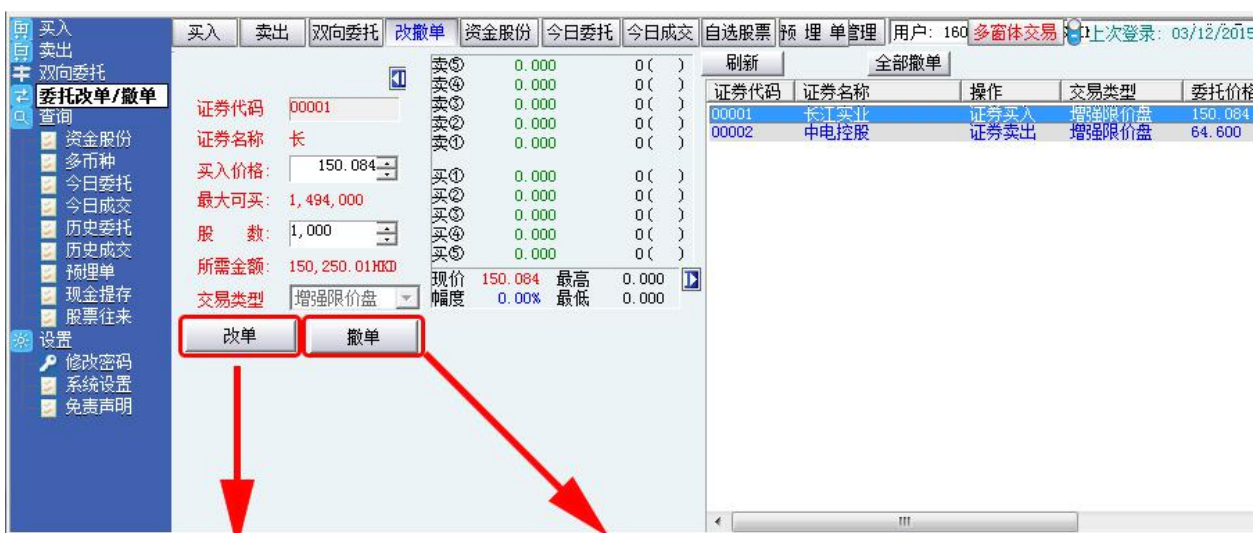 买入
卖出
双向委托
委托改单/撤单
查询
资金股份
多币种
今日委托
今日成交
历史委托
历史成交
预埋单
现金提存
股票往来
设置
修改密码
系统设置
免责声明
买入 卖出 双向委托 改撤单 资金股份 今日委托 今日成交 自选股票 预 埋 单 管理 用户: 160 多窗体交易 上次登录: 03/12/2015
证券代码 00001
证券名称 长
买入价格: 150.084
最大可买: 1,494,000
股 数: 1,000
所需金额: 150,250.01HKD
交易类型 增强限价盘
改单 撤单
卖⑤ 0.000 0( )
卖④ 0.000 0( )
卖③ 0.000 0( )
卖② 0.000 0( )
卖① 0.000 0( )
买① 0.000 0( )
买② 0.000 0( )
买③ 0.000 0( )
买④ 0.000 0( )
买⑤ 0.000 0( )
现价 150.084 最高 0.000
幅度 0.00% 最低 0.000
刷新 全部撤单
证券代码 证券名称 操作 交易类型 委托价格
00001 长江实业 证券买入 增强限价盘 150.084
00002 中电控股 证券卖出 增强限价盘 64.600